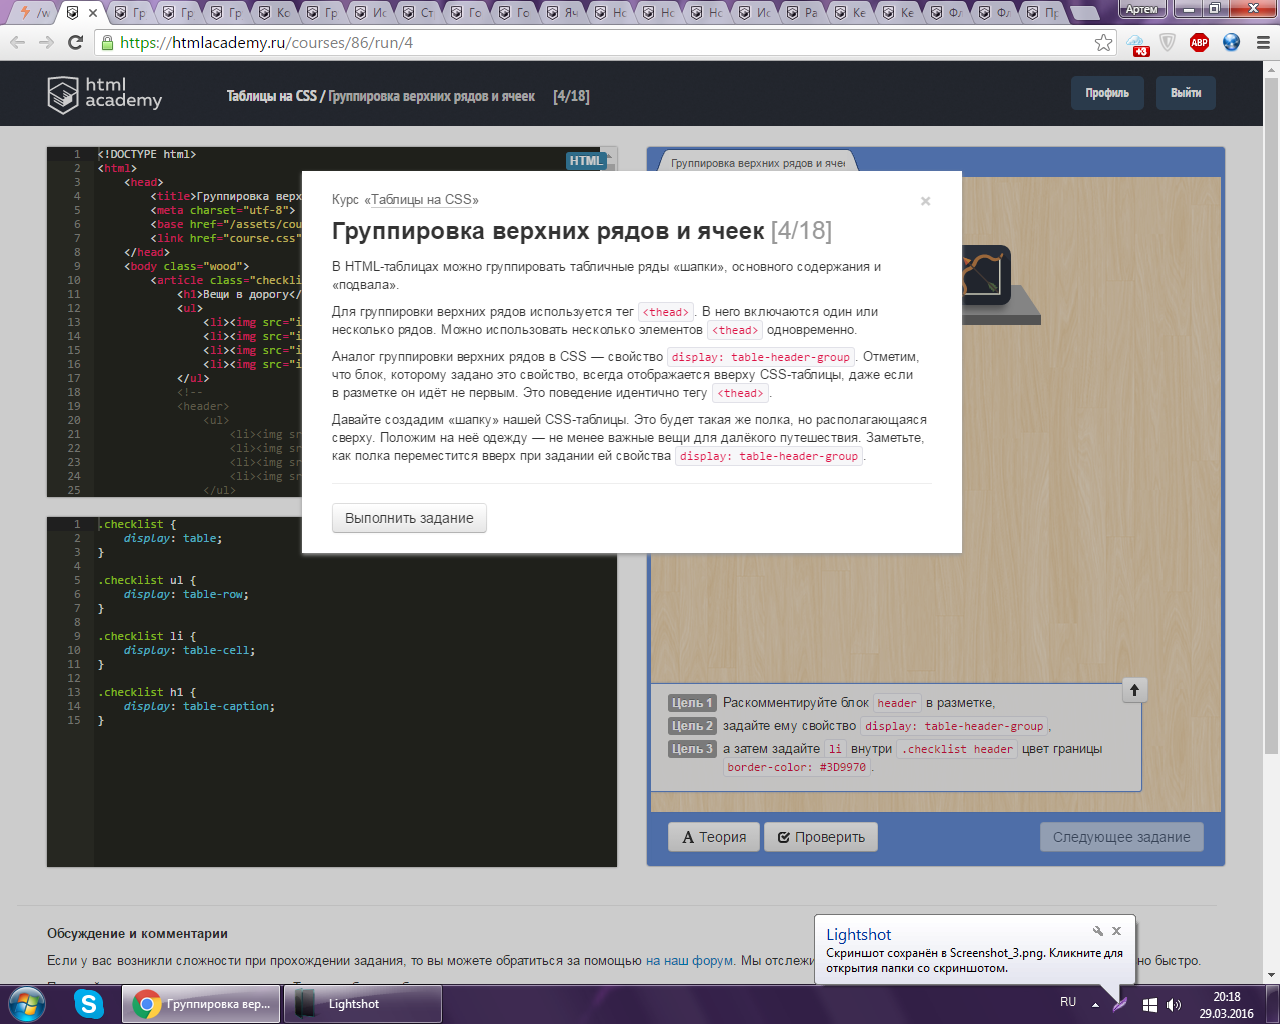 /w
Гр
Гр
Гр
Ко
Гр
Ис
Ст
Го
Го
Яч
Но
Но
Но
Ис
Ра
Ке
Ке
Фл
Фл
Пр
Артем
https://htmlacademy.ru/courses/86/run/4
+3
ABP
html
academy
Таблицы на CSS / Группировка верхних рядов и ячеек [4/18]
Профиль
Выйти
HTML
1 <!DOCTYPE html>
2 <html>
3 <head>
4 <title>Группировка верх
5 <meta charset="utf-8">
6 <base href="/assets/cou
7 <link href="course.css"
8 </head>
9 <body class="wood">
10 <article class="checkli
11 <h1>Вещи в дорогу</
12 <ul>
13 <li><img src="i
14 <li><img src="i
15 <li><img src="i
16 <li><img src="i
17 </ul>
18 <!--
19 <header>
20 <ul>
21 <li><img sr
22 <li><img sr
23 <li><img sr
24 <li><img sr
25 </ul>
1 .checklist {
2 display: table;
3 }
4
5 .checklist ul {
6 display: table-row;
7 }
8
9 .checklist li {
10 display: table-cell;
11 }
12
13 .checklist h1 {
14 display: table-caption;
15 }
Группировка верхних рядов и ячее
Курс «Таблицы на CSS»
×
Группировка верхних рядов и ячеек [4/18]
В HTML-таблицах можно группировать табличные ряды «шапки», основного содержания и
«подвала».
Для группировки верхних рядов используется тег <thead>. В него включаются один или
несколько рядов. Можно использовать несколько элементов <thead> одновременно.
Аналог группировки верхних рядов в CSS — свойство display: table-header-group. Отметим,
что блок, которому задано это свойство, всегда отображается вверху CSS-таблицы, даже если
в разметке он идёт не первым. Это поведение идентично тегу <thead>.
Давайте создадим «шапку» нашей CSS-таблицы. Это будет такая же полка, но располагающаяся
сверху. Положим на неё одежду — не менее важные вещи для далёкого путешествия. Заметьте,
как полка переместится вверх при задании ей свойства display: table-header-group.
Выполнить задание
Цель 1 Раскомментируйте блок header в разметке,
Цель 2 задайте ему свойство display: table-header-group,
Цель 3 а затем задайте li внутри .checklist header цвет границы
border-color: #3D9970.
Теория
Проверить
Следующее задание
Обсуждение и комментарии
Если у вас возникли сложности при прохождении задания, то вы можете обратиться за помощью на наш форум. Мы отслежи
но быстро.
Lightshot
Скриншот сохранён в Screenshot_3.png. Кликните для
открытия папки со скриншотом.
Группировка вер...
Lightshot
RU
20:18
29.03.2016